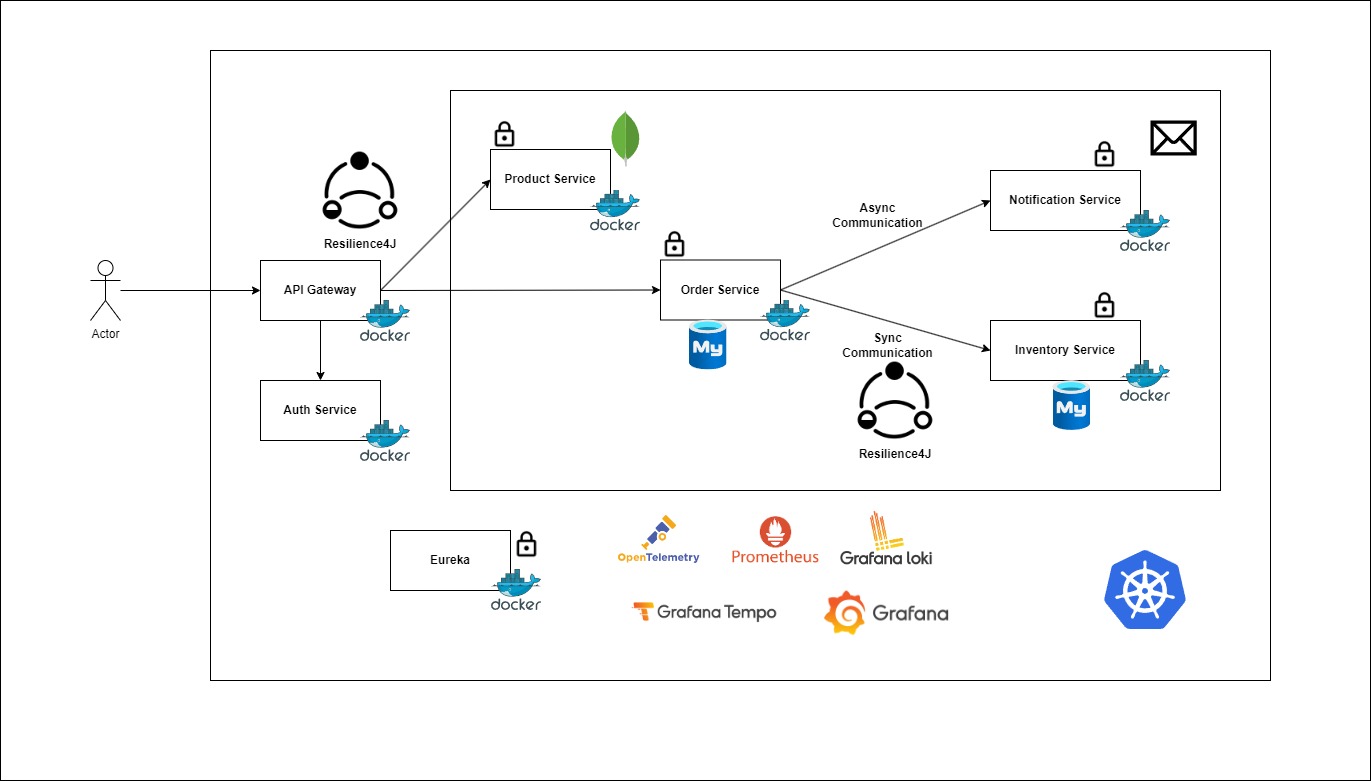 Product Service
docker
Resilience4J
API Gateway
docker
Actor
Auth Service
docker
Order Service
docker
My
Async
Communication
Notification Service
docker
Sync
Communication
Resilience4J
Inventory Service
docker
My
Eureka
docker
OpenTelemetry
Prometheus
Grafana loki
Grafana Tempo
Grafana